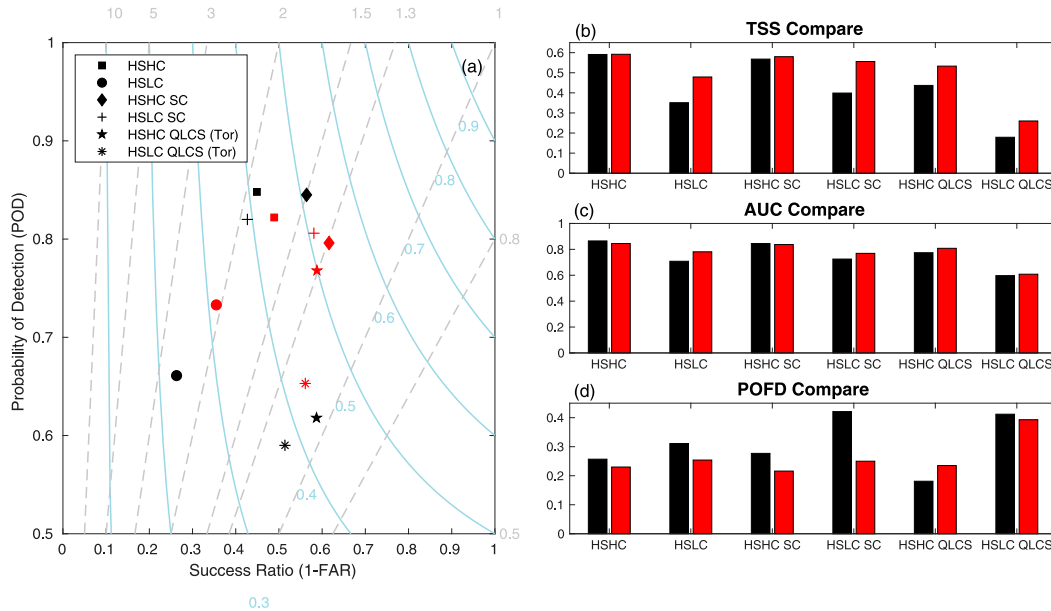 10 5 3 2 1.5 1.3 1
(a)
HSHC
HSLC
HSHC SC
HSLC SC
HSHC QLCS (Tor)
HSLC QLCS (Tor)
Probability of Detection (POD)
1
0.9
0.8
0.7
0.6
0.5
0.9
0.8
0.7
0.6
0.5
0.4
0.3
0.8
0.5
0 0.1 0.2 0.3 0.4 0.5 0.6 0.7 0.8 0.9 1
Success Ratio (1-FAR)
(b) TSS Compare
0.6
0.5
0.4
0.3
0.2
0.1
0
HSHC HSLC HSHC SC HSLC SC HSHC QLCS HSLC QLCS
(c) AUC Compare
1
0.8
0.6
0.4
0.2
0
HSHC HSLC HSHC SC HSLC SC HSHC QLCS HSLC QLCS
(d) POFD Compare
0.4
0.3
0.2
0.1
0
HSHC HSLC HSHC SC HSLC SC HSHC QLCS HSLC QLCS